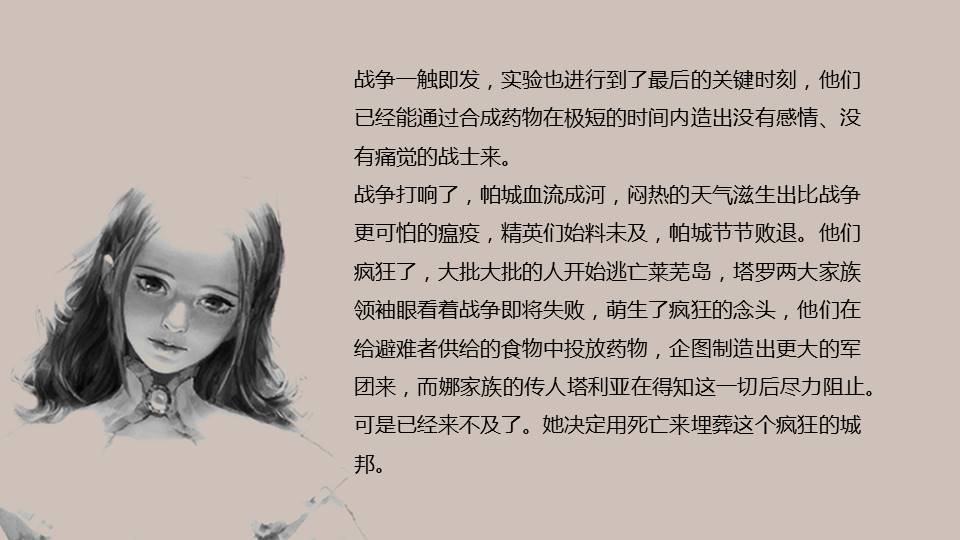 战争一触即发，实验也进行到了最后的关键时刻，他们
已经能通过合成药物在极短的时间内造出没有感情、没
有痛觉的战士来。
战争打响了，帕城血流成河，闷热的天气滋生出比战争
更可怕的瘟疫，精英们始料未及，帕城节节败退。他们
疯狂了，大批大批的人开始逃亡莱芜岛，塔罗两大家族
领袖眼看着战争即将失败，萌生了疯狂的念头，他们在
给避难者供给的食物中投放药物，企图制造出更大的军
团来，而娜家族的传人塔利亚在得知这一切后尽力阻止。
可是已经来不及了。她决定用死亡来埋葬这个疯狂的城
邦。